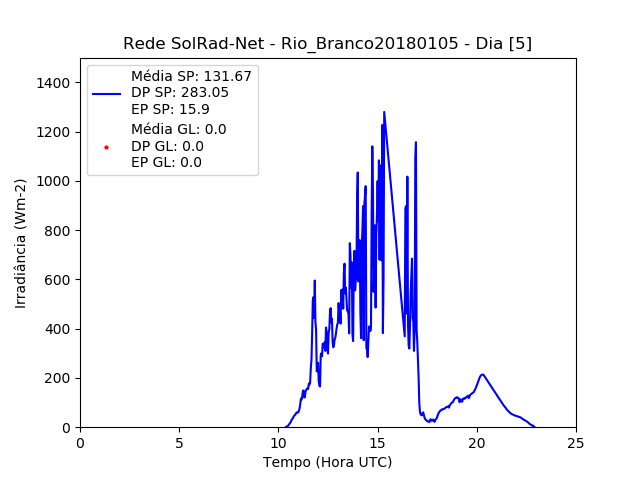 Rede SolRad-Net - Rio_Branco20180105 - Dia [5]
Média SP: 131.67
DP SP: 283.05
EP SP: 15.9
Média GL: 0.0
DP GL: 0.0
EP GL: 0.0
1400
1200
1000
800
600
400
200
0
Irradiância (Wm-2)
0 5 10 15 20 25
Tempo (Hora UTC)